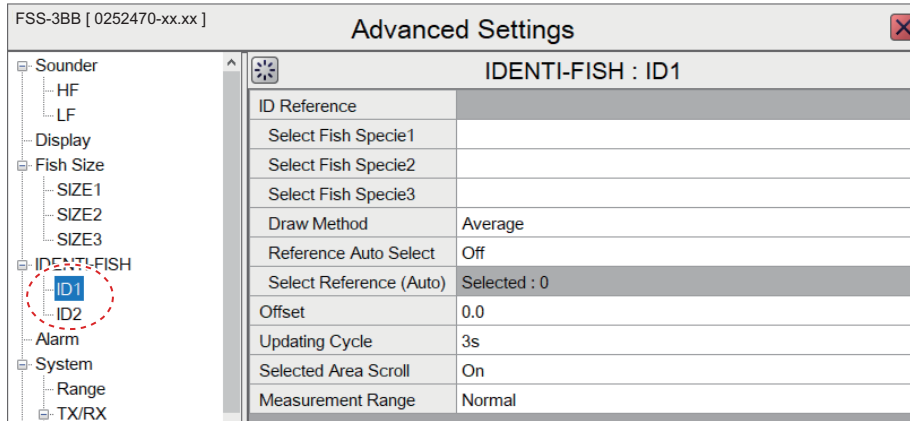 FSS-3BB [ 0252470-xx.xx ]
Advanced Settings
Sounder
HF
LF
Display
Fish Size
SIZE1
SIZE2
SIZE3
IDENTI-FISH
ID1
ID2
Alarm
System
Range
TX/RX
IDENTI-FISH : ID1
ID Reference
Select Fish Specie1
Select Fish Specie2
Select Fish Specie3
Draw Method Average
Reference Auto Select Off
Select Reference (Auto) Selected : 0
Offset 0.0
Updating Cycle 3s
Selected Area Scroll On
Measurement Range Normal